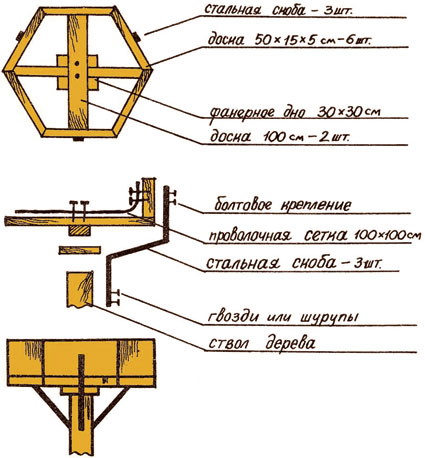 стальная скоба - 3шт.
доска 50×15×5 см-6шт.
фанерное дно 30×30см
доска 100 см-2 шт.
болтовое крепление
проволочная сетка 100×100см
стальная скоба - 3шт.
гвозди или шурупы
ствол дерева